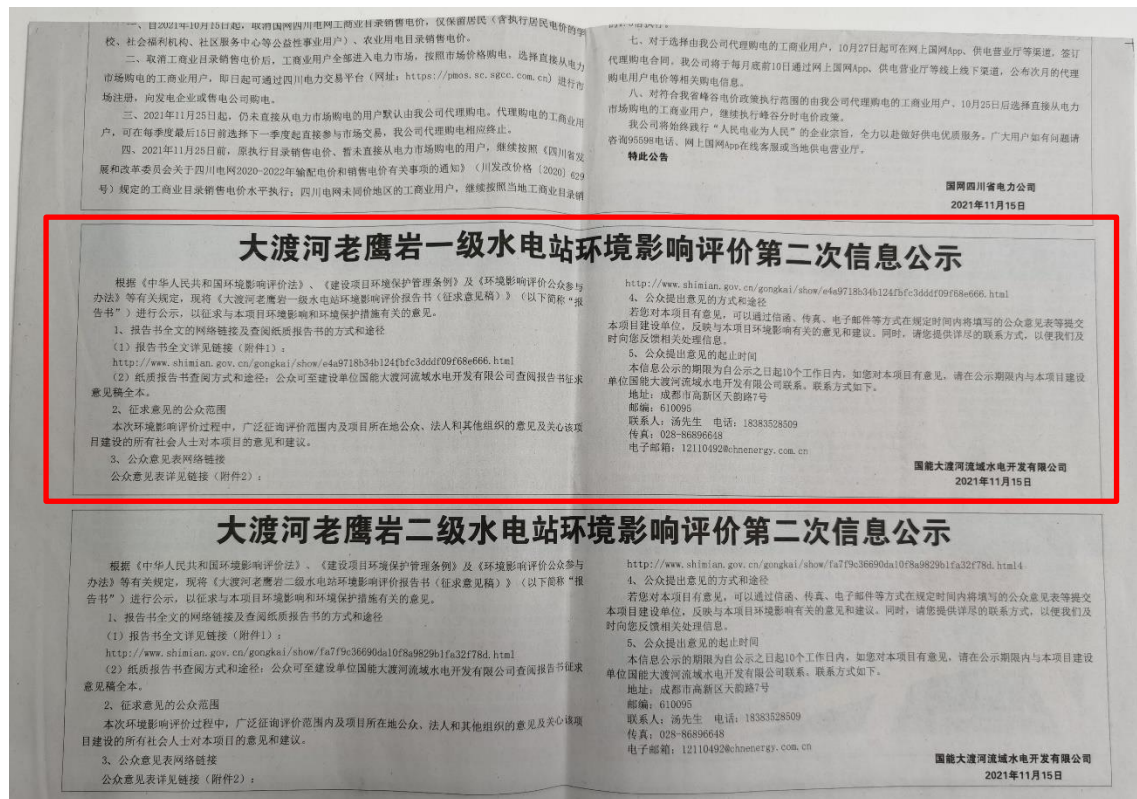 一、自2021年10月15日起，取消国网四川电网工商业目录销售电价，仅保留居民（含执行居民电价的学
校、社会福利机构、社区服务中心等公益性事业用户）、农业用电目录销售电价。
二、取消工商业目录销售电价后，工商业用户全部进入电力市场，按照市场价格购电，选择直接从电力
市场购电的工商业用户，即日起可通过四川电力交易平台（网址：https://pmos.sc.sgcc.com.cn）进行市
场注册，向发电企业或售电公司购电。
三、2021年11月25日起，仍未直接从电力市场购电的用户默认由我公司代理购电。代理购电的工商业用
户，可在每季度最后15日前选择下一季度起直接参与市场交易，我公司代理购电相应终止。
四、2021年11月25日前，原执行目录销售电价、暂未直接从电力市场购电的用户，继续按照《四川省发
展和改革委员会关于四川电网2020-2022年输配电价和销售电价有关事项的通知》（川发改价格〔2020〕629
号）规定的工商业目录销售电价水平执行；四川电网未同价地区的工商业用户，继续按照当地工商业目录销
七、对于选择由我公司代理购电的工商业用户，10月27日起可在网上国网App、供电营业厅等渠道，签订
代理购电合同，我公司将于每月底前10日通过网上国网App、供电营业厅等线上线下渠道，公布次月的代理
购电用户电价等相关购电信息。
八、对符合我省峰谷电价政策执行范围的由我公司代理购电的工商业用户，10月25日后选择直接从电力
市场购电的工商业用户，继续执行峰谷分时电价政策。
我公司将始终践行“人民电业为人民”的企业宗旨，全力以赴做好供电优质服务，广大用户如有问题请
咨询95598电话、网上国网App在线客服或当地供电营业厅。
特此公告
国网四川省电力公司
2021年11月15日
大渡河老鹰岩一级水电站环境影响评价第二次信息公示
根据《中华人民共和国环境影响评价法》、《建设项目环境保护管理条例》及《环境影响评价公众参与
办法》等有关规定，现将《大渡河老鹰岩一级水电站环境影响评价报告书（征求意见稿）》（以下简称“报
告书”）进行公示，以征求与本项目环境影响和环境保护措施有关的意见。
1、报告书全文的网络链接及查阅纸质报告书的方式和途径
（1）报告书全文详见链接（附件1）：
http://www.shimian.gov.cn/gongkai/show/e4a9718b34b124fbfc3dddf09f68e666.html
（2）纸质报告书查阅方式和途径：公众可至建设单位国能大渡河流域水电开发有限公司查阅报告书征求
意见稿全本。
2、征求意见的公众范围
本次环境影响评价过程中，广泛征询评价范围内及项目所在地公众、法人和其他组织的意见及关心该项
目建设的所有社会人士对本项目的意见和建议。
3、公众意见表网络链接
公众意见表详见链接（附件2）：
http://www.shimian.gov.cn/gongkai/show/e4a9718b34b124fbfc3dddf09f68e666.html
4、公众提出意见的方式和途径
若您对本项目有意见，可以通过信函、传真、电子邮件等方式在规定时间内将填写的公众意见表等提交
本项目建设单位，反映与本项目环境影响有关的意见和建议。同时，请您提供详尽的联系方式，以便我们及
时向您反馈相关处理信息。
5、公众提出意见的起止时间
本信息公示的期限为自公示之日起10个工作日内，如您对本项目有意见，请在公示期限内与本项目建设
单位国能大渡河流域水电开发有限公司联系。联系方式如下。
地址：成都市高新区天韵路7号
邮编：610095
联系人：汤先生 电话：18383528509
传真：028-86896648
电子邮箱：12110492@chnenergy.com.cn
国能大渡河流域水电开发有限公司
2021年11月15日
大渡河老鹰岩二级水电站环境影响评价第二次信息公示
根据《中华人民共和国环境影响评价法》、《建设项目环境保护管理条例》及《环境影响评价公众参与
办法》等有关规定，现将《大渡河老鹰岩二级水电站环境影响评价报告书（征求意见稿）》（以下简称“报
告书”）进行公示，以征求与本项目环境影响和环境保护措施有关的意见。
1、报告书全文的网络链接及查阅纸质报告书的方式和途径
（1）报告书全文详见链接（附件1）：
http://www.shimian.gov.cn/gongkai/show/fa7f9c36690da10f8a9829b1fa32f78d.html
（2）纸质报告书查阅方式和途径：公众可至建设单位国能大渡河流域水电开发有限公司查阅报告书征求
意见稿全本。
2、征求意见的公众范围
本次环境影响评价过程中，广泛征询评价范围内及项目所在地公众、法人和其他组织的意见及关心该项
目建设的所有社会人士对本项目的意见和建议。
3、公众意见表网络链接
公众意见表详见链接（附件2）：
http://www.shimian.gov.cn/gongkai/show/fa7f9c36690da10f8a9829b1fa32f78d.html4
4、公众提出意见的方式和途径
若您对本项目有意见，可以通过信函、传真、电子邮件等方式在规定时间内将填写的公众意见表等提交
本项目建设单位，反映与本项目环境影响有关的意见和建议。同时，请您提供详尽的联系方式，以便我们及
时向您反馈相关处理信息。
5、公众提出意见的起止时间
本信息公示的期限为自公示之日起10个工作日内，如您对本项目有意见，请在公示期限内与本项目建设
单位国能大渡河流域水电开发有限公司联系。联系方式如下。
地址：成都市高新区天韵路7号
邮编：610095
联系人：汤先生 电话：18383528509
传真：028-86896648
电子邮箱：12110492@chnenergy.com.cn
国能大渡河流域水电开发有限公司
2021年11月15日